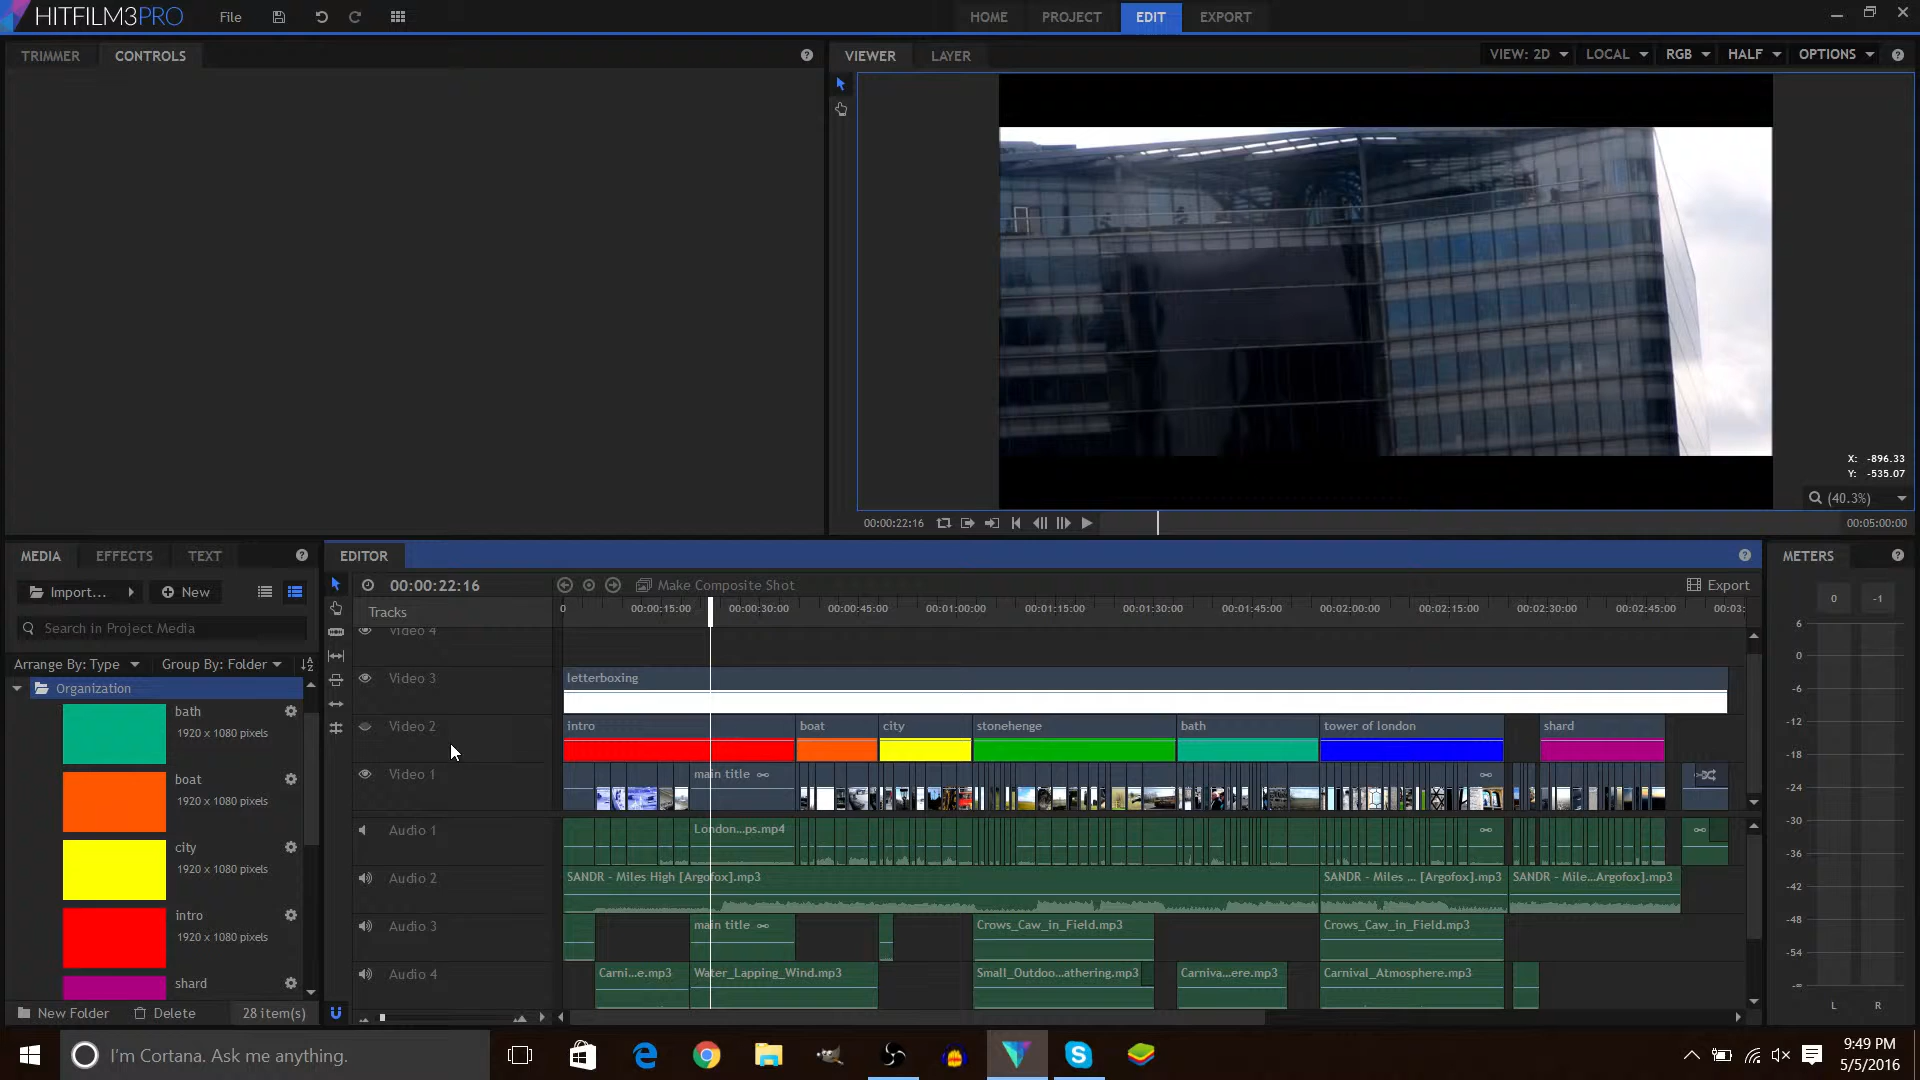 HITFILM3PRO
File
HOME
PROJECT
EDIT
EXPORT
TRIMMER
CONTROLS
VIEWER
LAYER
VIEW: 2D
LOCAL
RGB
HALF
OPTIONS
X: -896.33
Y: -535.07
(40.3%)
00:00:22:16
00:05:00:00
MEDIA
EFFECTS
TEXT
EDITOR
METERS
Import...
New
00:00:22:16
Make Composite Shot
Export
0
-1
Tracks
0
00:00:15:00
00:00:30:00
00:00:45:00
00:01:00:00
00:01:15:00
00:01:30:00
00:01:45:00
00:02:00:00
00:02:15:00
00:02:30:00
00:02:45:00
00:03:
Search in Project Media
Arrange By: Type
Group By: Folder
Organization
bath
1920 x 1080 pixels
boat
1920 x 1080 pixels
city
1920 x 1080 pixels
intro
1920 x 1080 pixels
shard
New Folder
Delete
28 item(s)
Video 4
Video 3
letterboxing
Video 2
intro
boat
city
stonehenge
bath
tower of london
shard
Video 1
main title
Audio 1
London...ps.mp4
Audio 2
SANDR - Miles High [Argofox].mp3
SANDR - Miles ... [Argofox].mp3
SANDR - Mile...Argofox].mp3
Audio 3
main title
Crows_Caw_in_Field.mp3
Crows_Caw_in_Field.mp3
Audio 4
Carni...e.mp3
Water_Lapping_Wind.mp3
Small_Outdoo...athering.mp3
Carniva...ere.mp3
Carnival_Atmosphere.mp3
6
0
-6
-12
-18
-24
-30
-36
-42
-48
-54
-∞
L
R
I'm Cortana. Ask me anything.
9:49 PM
5/5/2016